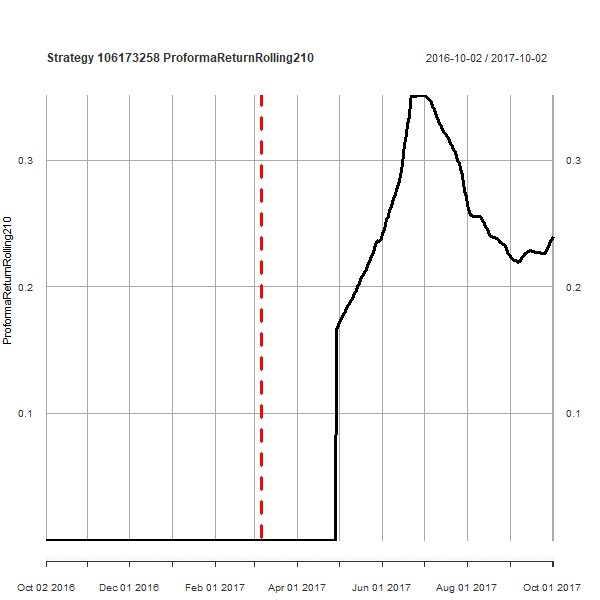 Strategy 106173258 ProformaReturnRolling210
2016-10-02 / 2017-10-02
ProformaReturnRolling210
0.3 0.3
0.2 0.2
0.1 0.1
Oct 02 2016 Dec 01 2016 Feb 01 2017 Apr 01 2017 Jun 01 2017 Aug 01 2017 Oct 01 2017